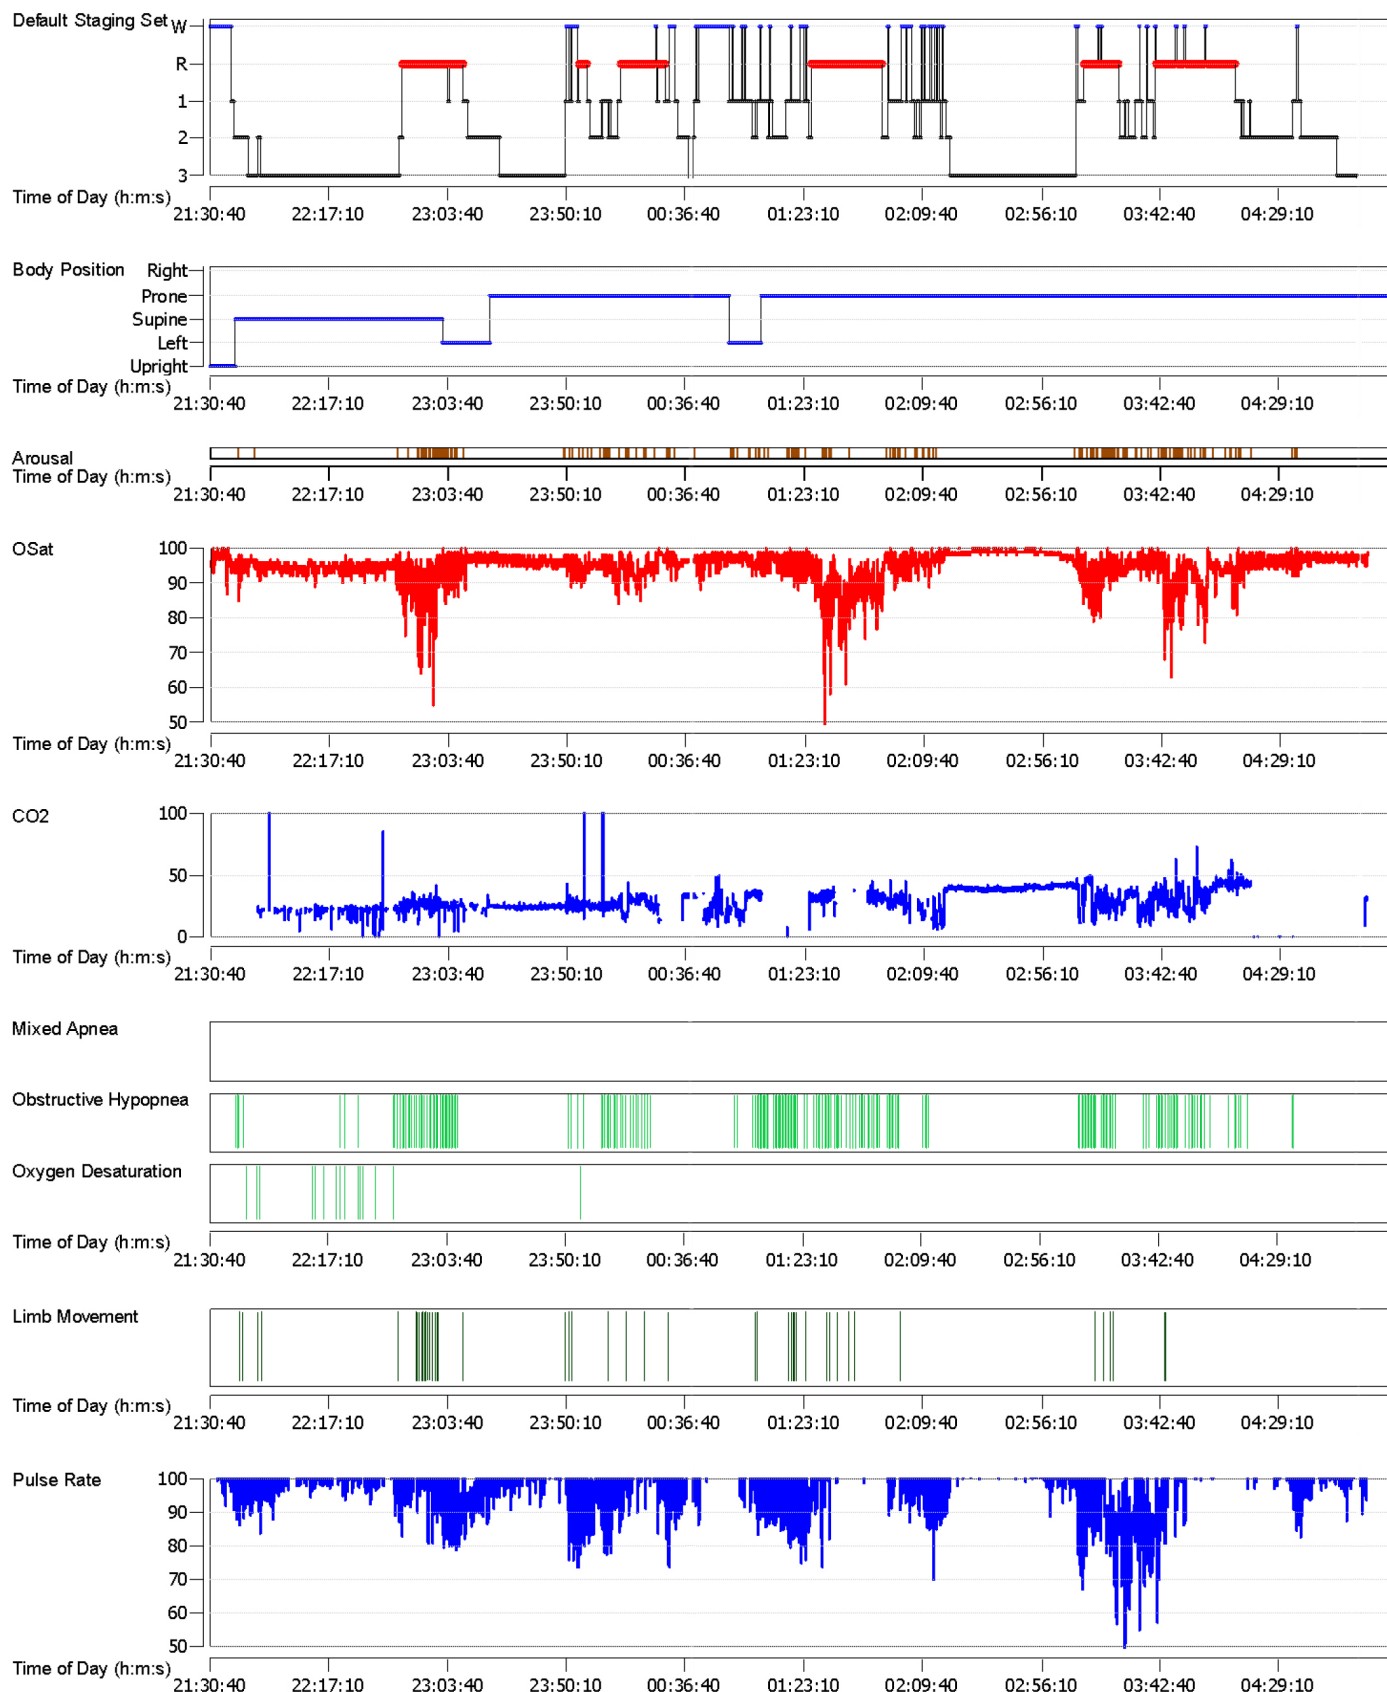 Default Staging Set
W
R
1
2
3
Time of Day (h:m:s)
21:30:40 22:17:10 23:03:40 23:50:10 00:36:40 01:23:10 02:09:40 02:56:10 03:42:40 04:29:10
Body Position
Right
Prone
Supine
Left
Upright
Time of Day (h:m:s)
21:30:40 22:17:10 23:03:40 23:50:10 00:36:40 01:23:10 02:09:40 02:56:10 03:42:40 04:29:10
Arousal
Time of Day (h:m:s)
21:30:40 22:17:10 23:03:40 23:50:10 00:36:40 01:23:10 02:09:40 02:56:10 03:42:40 04:29:10
OSat
100
90
80
70
60
50
Time of Day (h:m:s)
21:30:40 22:17:10 23:03:40 23:50:10 00:36:40 01:23:10 02:09:40 02:56:10 03:42:40 04:29:10
CO2
100
50
0
Time of Day (h:m:s)
21:30:40 22:17:10 23:03:40 23:50:10 00:36:40 01:23:10 02:09:40 02:56:10 03:42:40 04:29:10
Mixed Apnea
Obstructive Hypopnea
Oxygen Desaturation
Time of Day (h:m:s)
21:30:40 22:17:10 23:03:40 23:50:10 00:36:40 01:23:10 02:09:40 02:56:10 03:42:40 04:29:10
Limb Movement
Time of Day (h:m:s)
21:30:40 22:17:10 23:03:40 23:50:10 00:36:40 01:23:10 02:09:40 02:56:10 03:42:40 04:29:10
Pulse Rate
100
90
80
70
60
50
Time of Day (h:m:s)
21:30:40 22:17:10 23:03:40 23:50:10 00:36:40 01:23:10 02:09:40 02:56:10 03:42:40 04:29:10